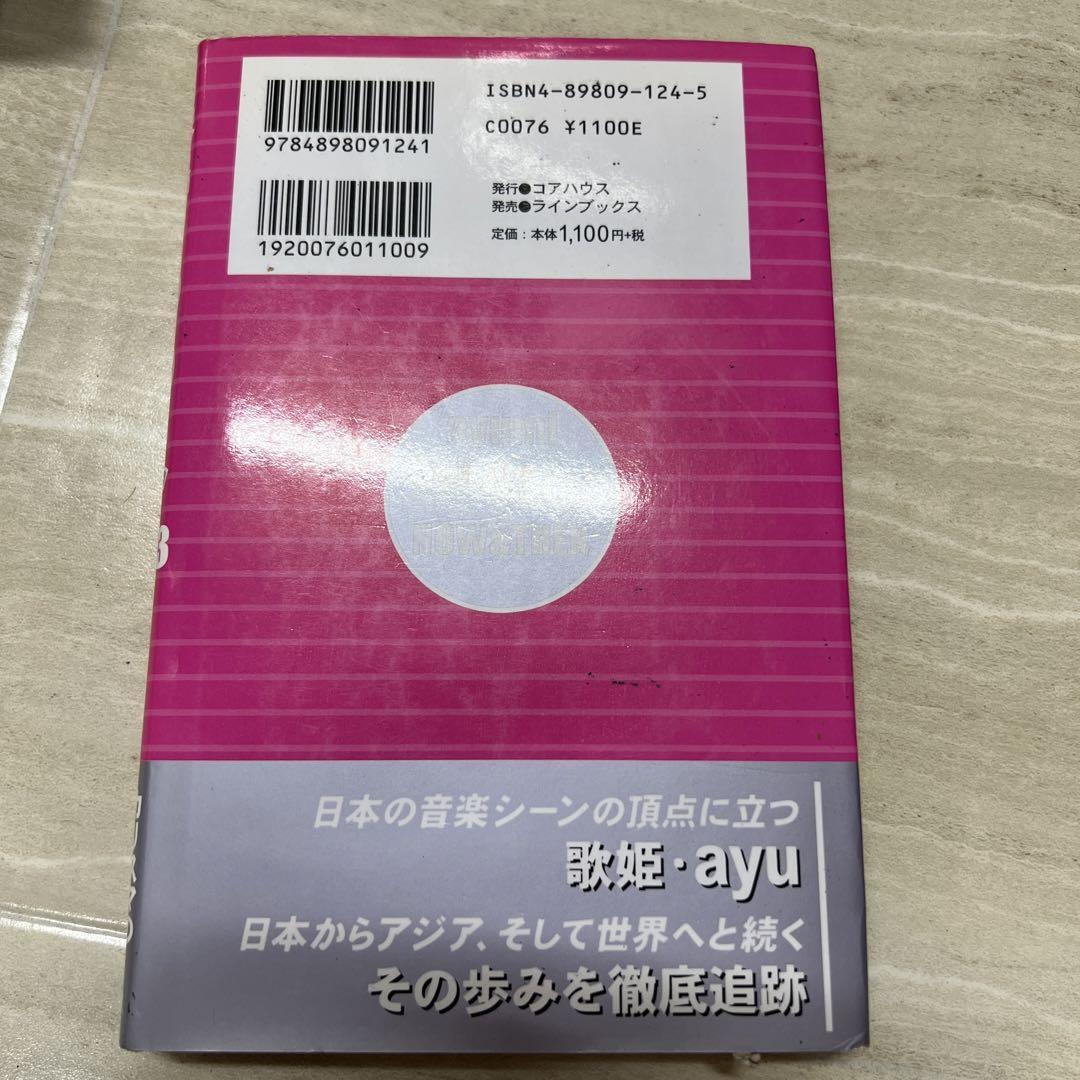 ISBN4-89809-124-5
C0076 ¥1100E
9784898091241
発行●コアハウス
発売●ラインブックス
定価：本体1,100円+税
1920076011009
NOW&THEN
3
日本の音楽シーンの頂点に立つ
歌姫・ayu
日本からアジア、そして世界へと続く
その歩みを徹底追跡